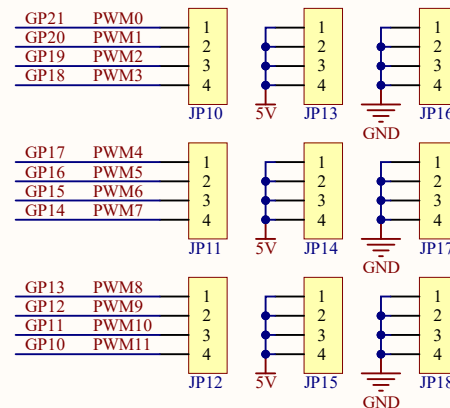 GP21 PWM0 1 1 1
GP20 PWM1 2 2 2
GP19 PWM2 3 3 3
GP18 PWM3 4 4 4
JP10 5V JP13 JP16
GND
GP17 PWM4 1 1 1
GP16 PWM5 2 2 2
GP15 PWM6 3 3 3
GP14 PWM7 4 4 4
JP11 5V JP14 JP17
GND
GP13 PWM8 1 1 1
GP12 PWM9 2 2 2
GP11 PWM10 3 3 3
GP10 PWM11 4 4 4
JP12 5V JP15 JP18
GND